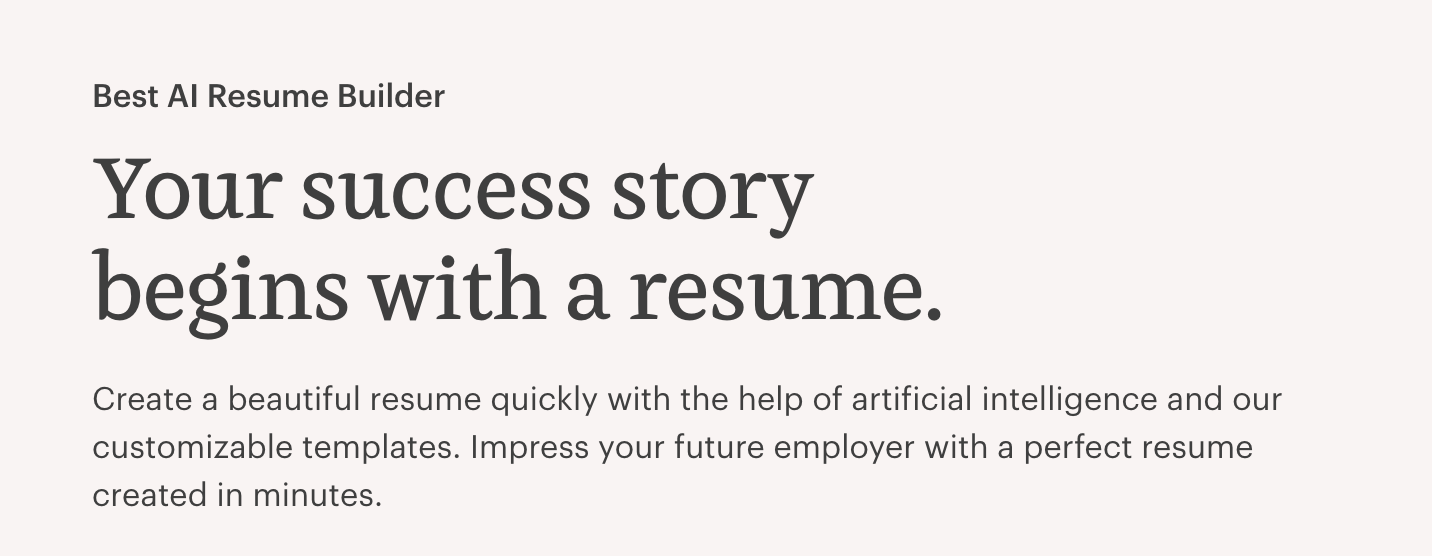 Best AI Resume Builder
Your success story
begins with a resume.
Create a beautiful resume quickly with the help of artificial intelligence and our
customizable templates. Impress your future employer with a perfect resume
created in minutes.